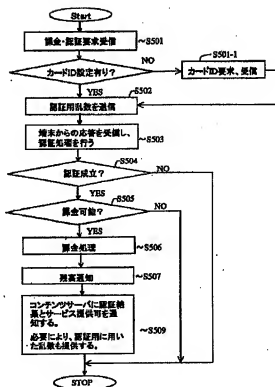 Start
課金・認証要求受信
S501
カードID設定有り?
NO
S501-1
カードID要求、受信
YES
S502
認証用乱数を送信
端末からの応答を受信し、
認証処理を行う
S503
S504
認証成立?
NO
YES
S505
課金可能?
NO
YES
課金処理
S506
残高通知
S507
コンテンツサーバに認証結
果とサービス提供可を通
知する。
必要により、認証用に用い
た乱数も提供する。
S509
STOP